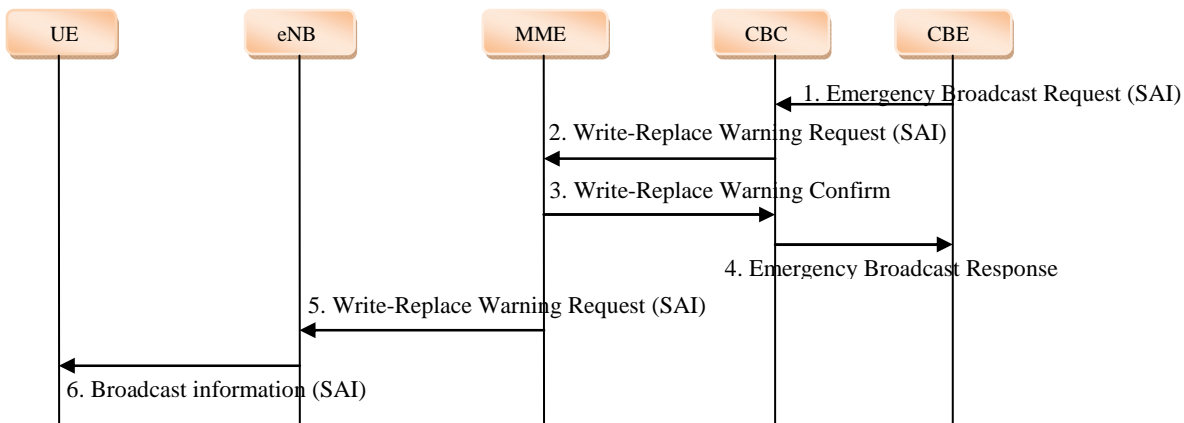 UE
eNB
MME
CBC
CBE
1. Emergency Broadcast Request (SAI)
2. Write-Replace Warning Request (SAI)
3. Write-Replace Warning Confirm
4. Emergency Broadcast Response
5. Write-Replace Warning Request (SAI)
6. Broadcast information (SAI)